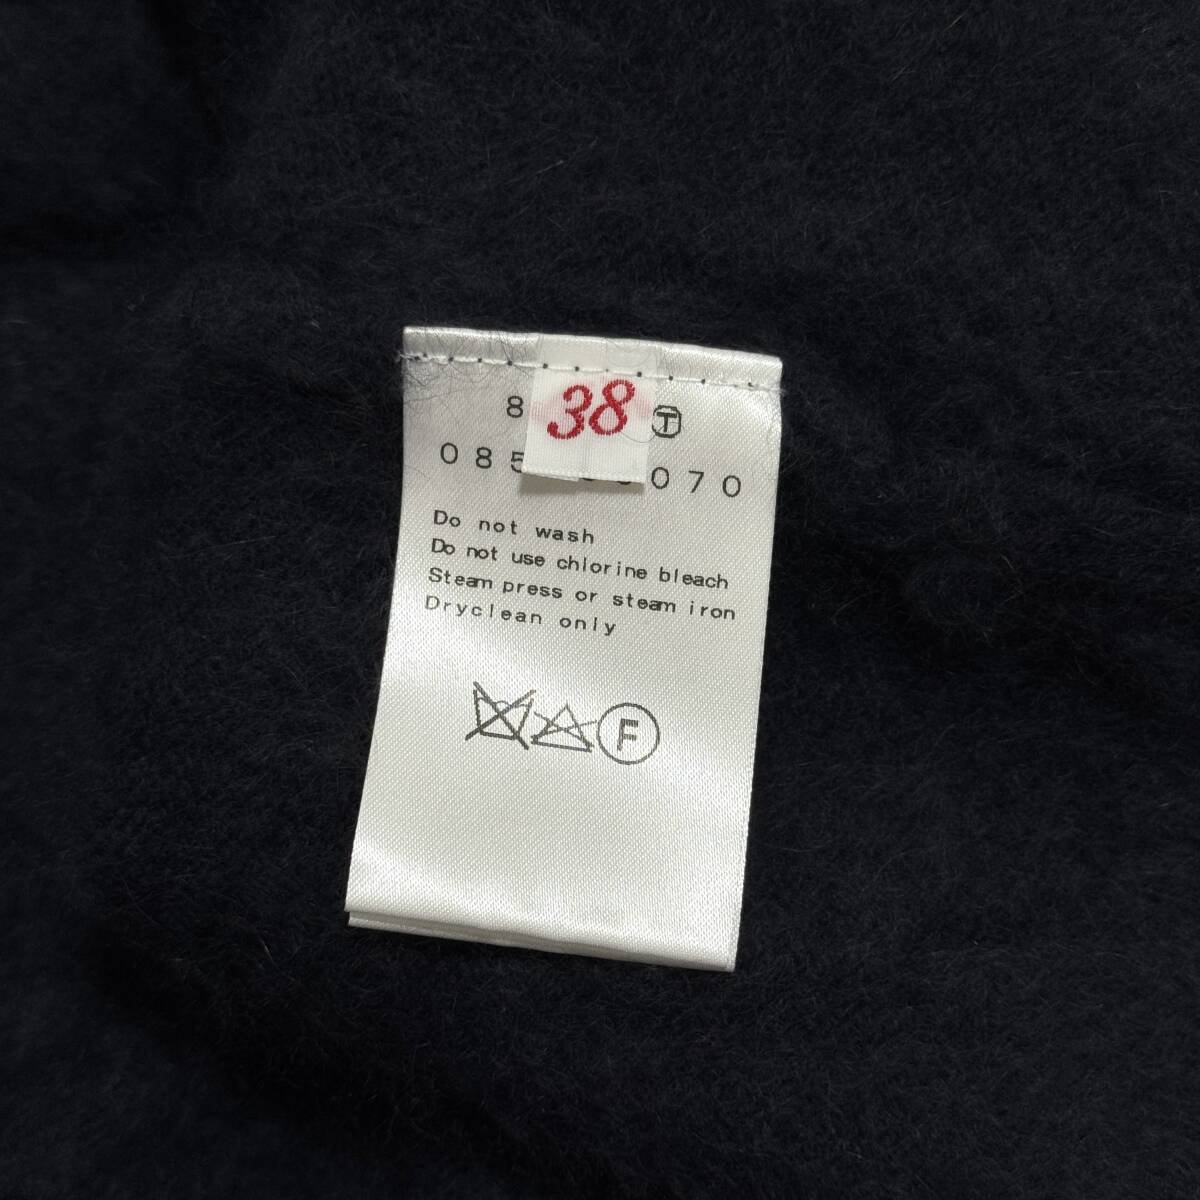 38
8 T
085 070
Do not wash
Do not use chlorine bleach
Steam press or steam iron
Dryclean only
F